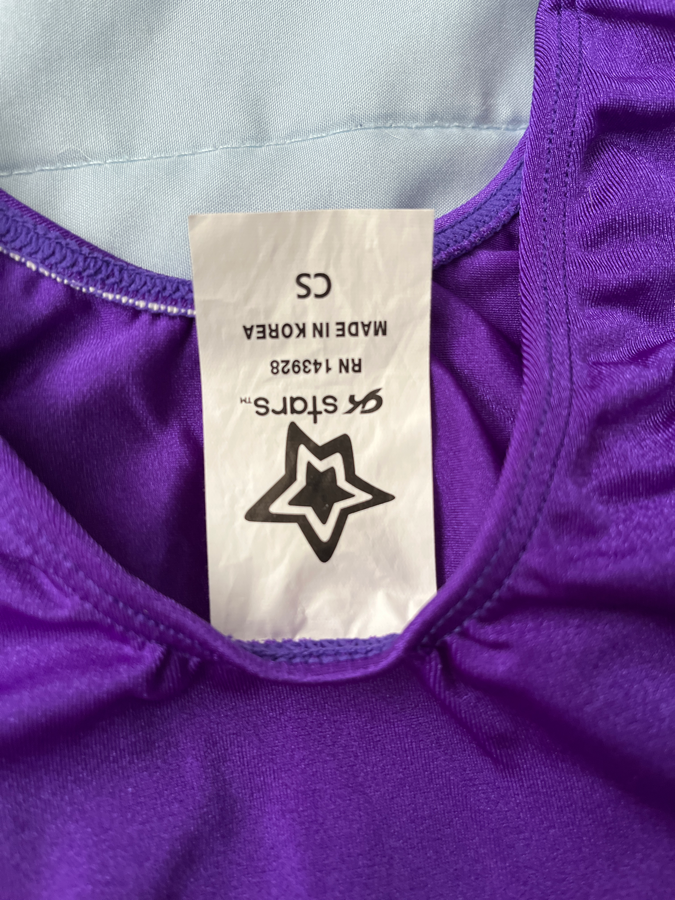 gk stars™
RN 143928
MADE IN KOREA
CS